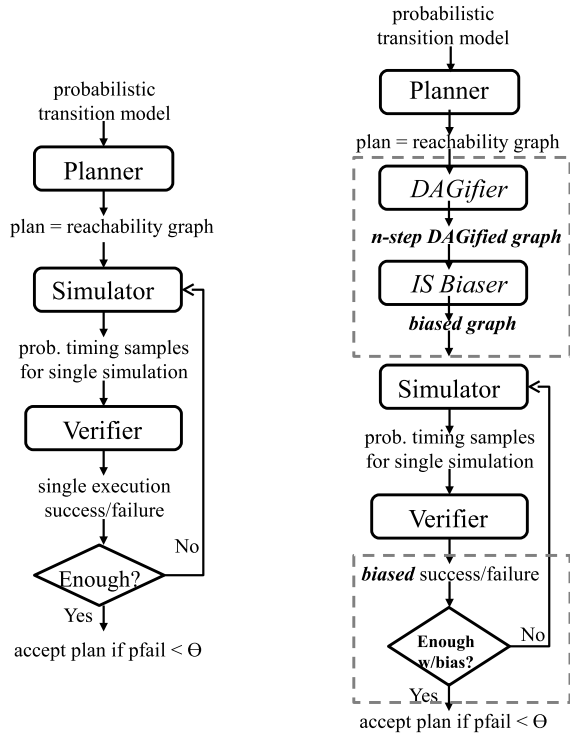 probabilistic
transition model
Planner
plan = reachability graph
Simulator
prob. timing samples
for single simulation
Verifier
single execution
success/failure
No
Enough?
Yes
accept plan if pfail < Θ
probabilistic
transition model
Planner
plan = reachability graph
DAGifier
n-step DAGified graph
IS Biaser
biased graph
Simulator
prob. timing samples
for single simulation
Verifier
biased success/failure
No
Enough
w/bias?
Yes
accept plan if pfail < Θ